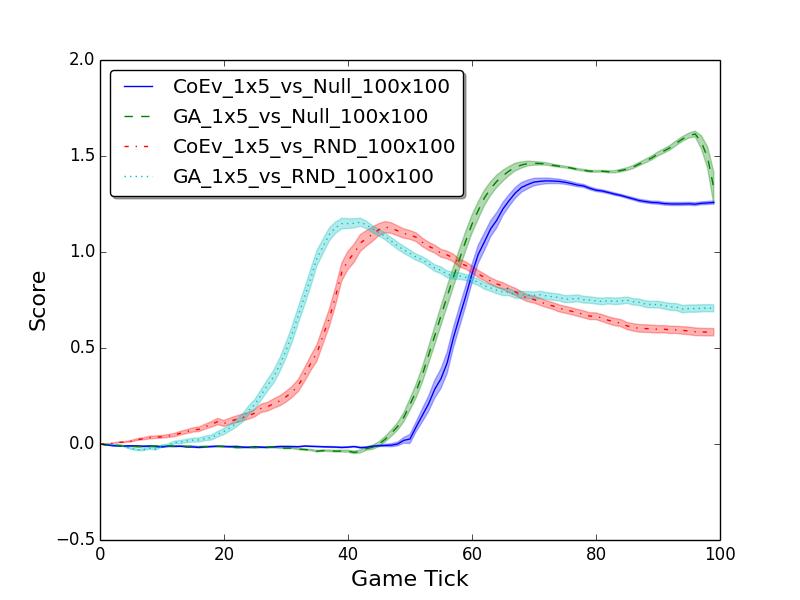 2.0
1.5
1.0
0.5
0.0
−0.5
Score
CoEv_1x5_vs_Null_100x100
GA_1x5_vs_Null_100x100
CoEv_1x5_vs_RND_100x100
GA_1x5_vs_RND_100x100
0 20 40 60 80 100
Game Tick